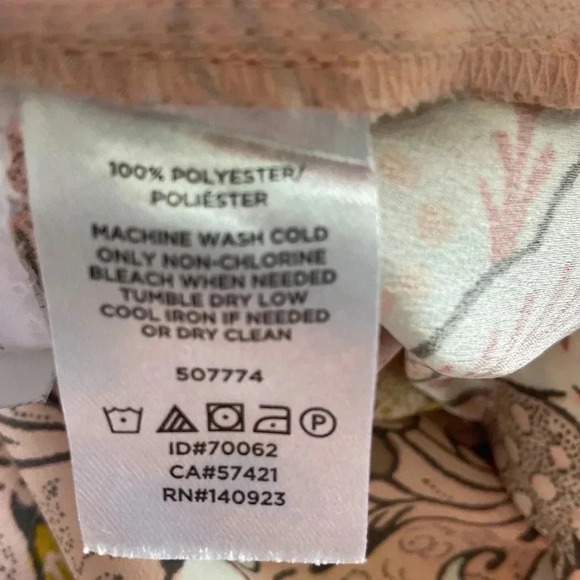 100% POLYESTER/
POLIÉSTER
MACHINE WASH COLD
ONLY NON-CHLORINE
BLEACH WHEN NEEDED
TUMBLE DRY LOW
COOL IRON IF NEEDED
OR DRY CLEAN
507774
P
ID#70062
CA#57421
RN#140923